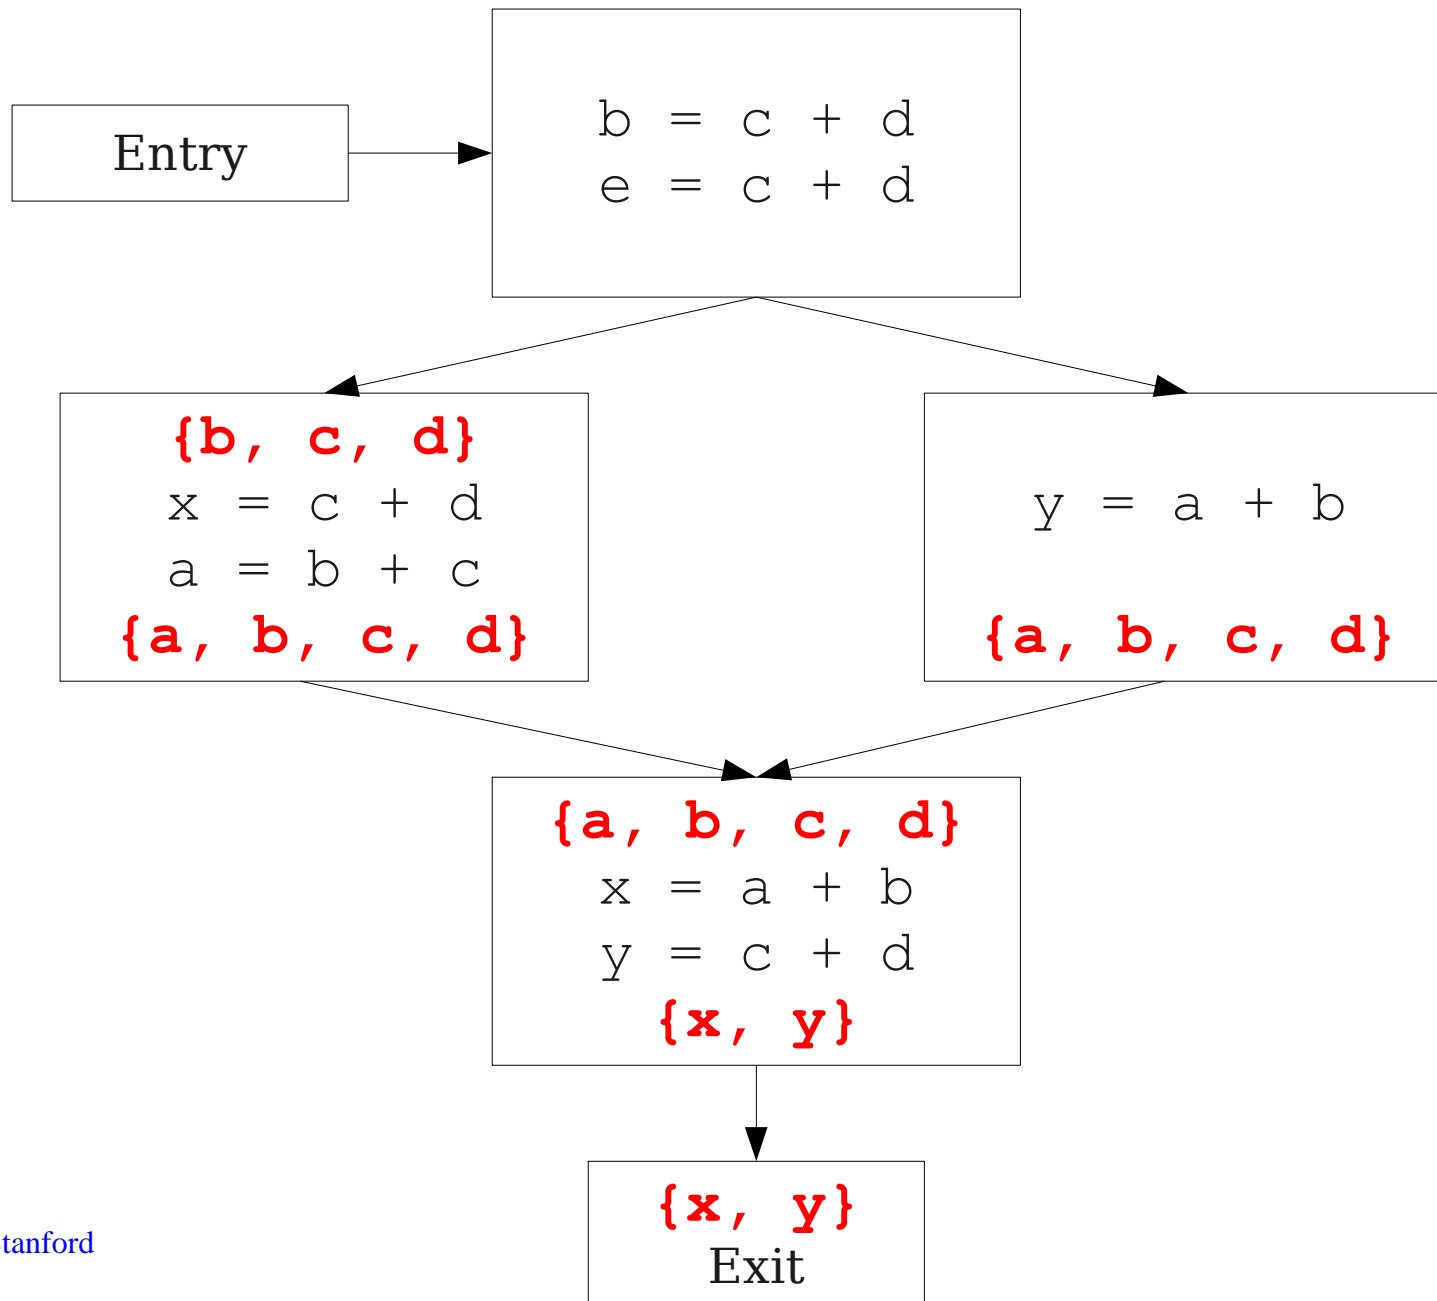 b = c + d
e = c + d
Entry
{b, c, d}
x = c + d
a = b + c
{a, b, c, d}
y = a + b
{a, b, c, d}
{a, b, c, d}
x = a + b
y = c + d
{x, y}
{x, y}
Exit
tanford